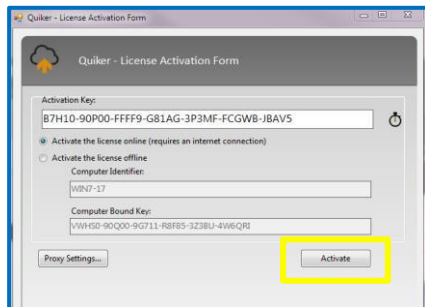 Quiker - License Activation Form
Quiker - License Activation Form
Activation Key:
B7H10-90P00-FFFF9-G81AG-3P3MF-FCGWB-JBAV5
Activate the license online (requires an internet connection)
Activate the license offline
Computer Identifier:
WIN7-17
Computer Bound Key:
VWHS0-90Q00-9G711-R8F85-3Z3BU-4W6QRI
Proxy Settings...
Activate